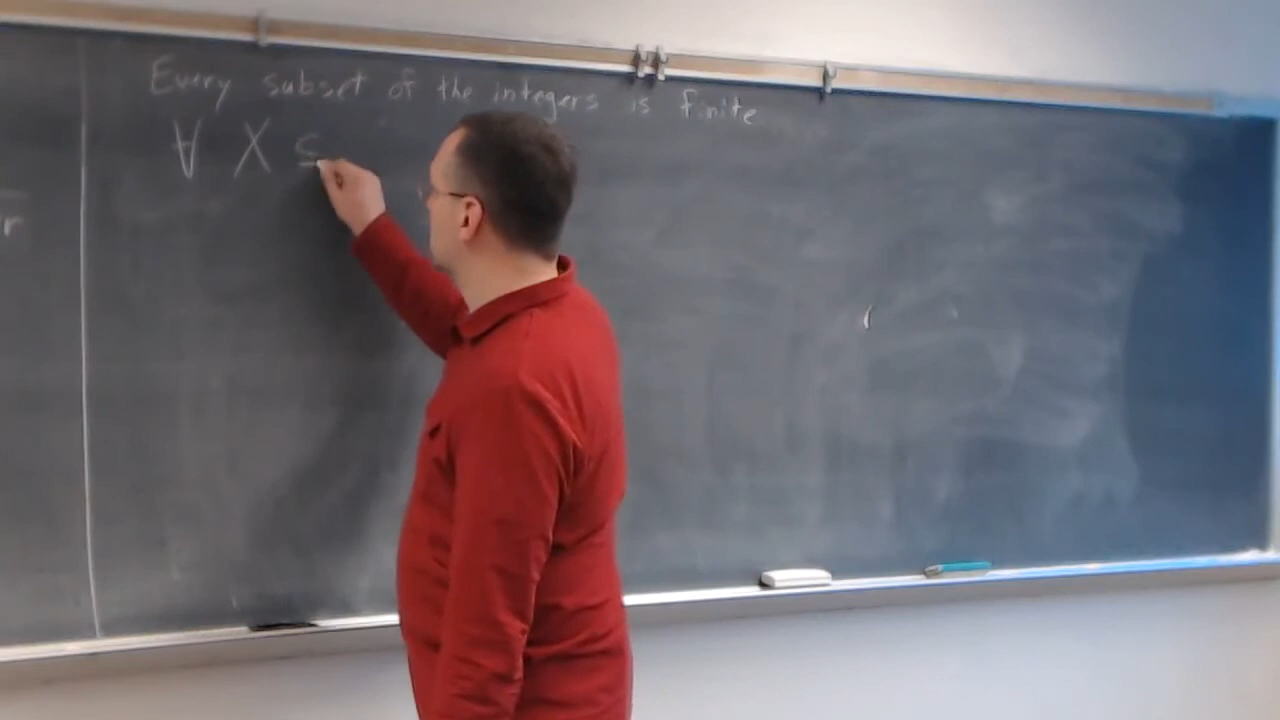 Every subset of the integers is finite
∀ X ⊆
r